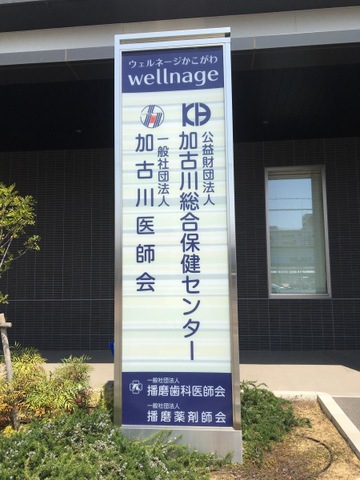 ウェルネージかこがわ
wellnage
KH
公益財団法人
加古川総合保健センター
一般社団法人
加古川医師会
一般社団法人
播磨歯科医師会
一般社団法人
播磨薬剤師会